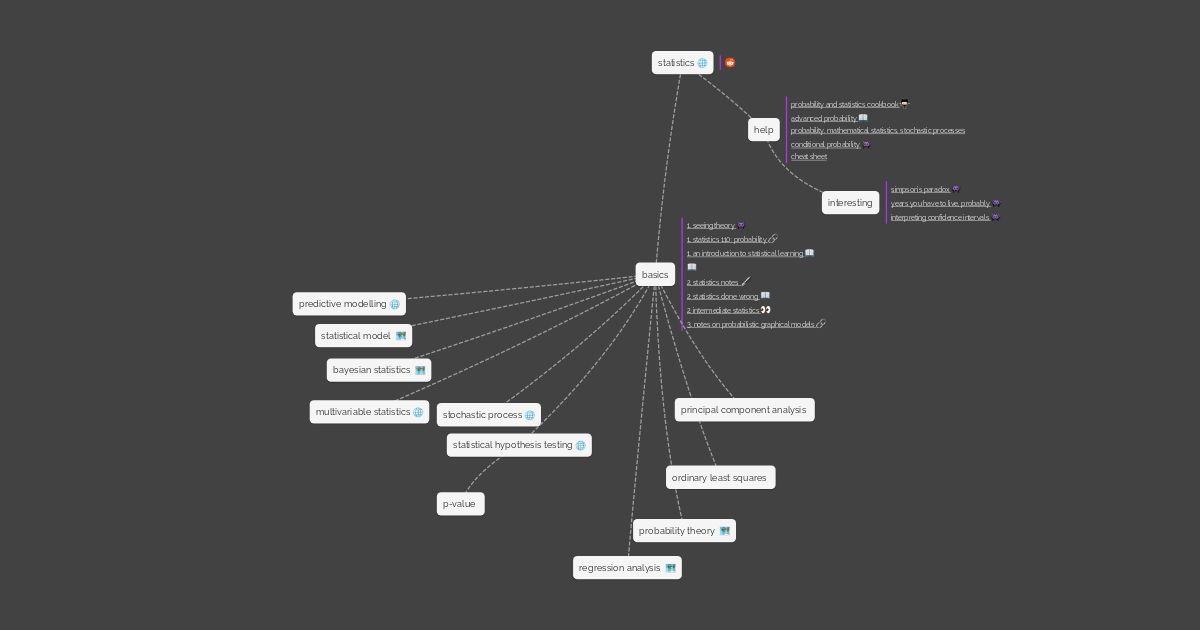 statistics
help
probability and statistics cookbook
advanced probability
probability, mathematical statistics, stochastic processes
conditional probability
cheat sheet
interesting
simpson's paradox
years you have to live, probably
interpreting confidence intervals
basics
1. seeing theory
1. statistics 110: probability
1. an introduction to statistical learning
2. statistics notes
2. statistics done wrong
2. intermediate statistics
3. notes on probabilistic graphical models
predictive modelling
statistical model
bayesian statistics
multivariable statistics
stochastic process
principal component analysis
statistical hypothesis testing
ordinary least squares
p-value
probability theory
regression analysis